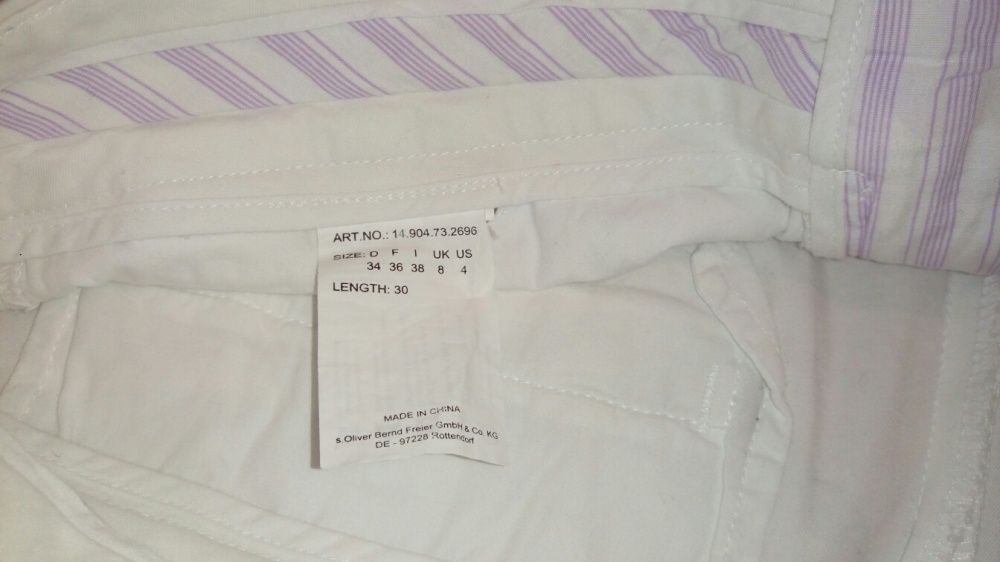 ART.NO.: 14.904.73.2696
SIZE: D F I UK US
34 36 38 8 4
LENGTH: 30
MADE IN CHINA
s.Oliver Bernd Freier GmbH & Co. KG
DE - 97228 Rottendorf